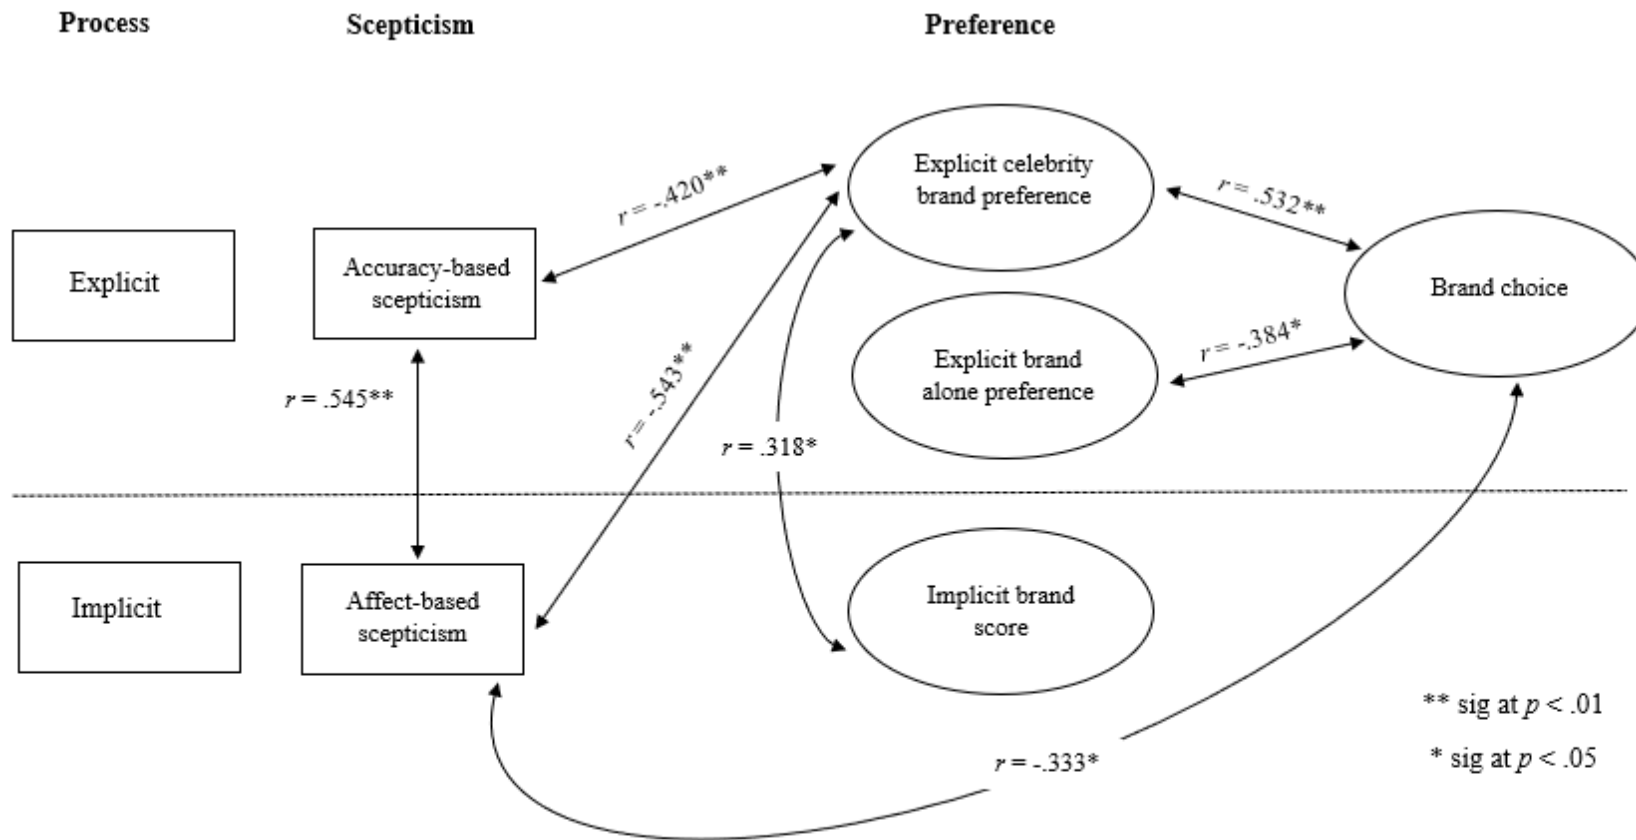 Process
Scepticism
Preference
Explicit celebrity
brand preference
r = -.420**
r = .532**
Explicit
Accuracy-based
scepticism
Brand choice
r = -.384*
Explicit brand
alone preference
r = .545**
r = -.543**
r = .318*
Implicit
Affect-based
scepticism
Implicit brand
score
** sig at p < .01
* sig at p < .05
r = -.333*